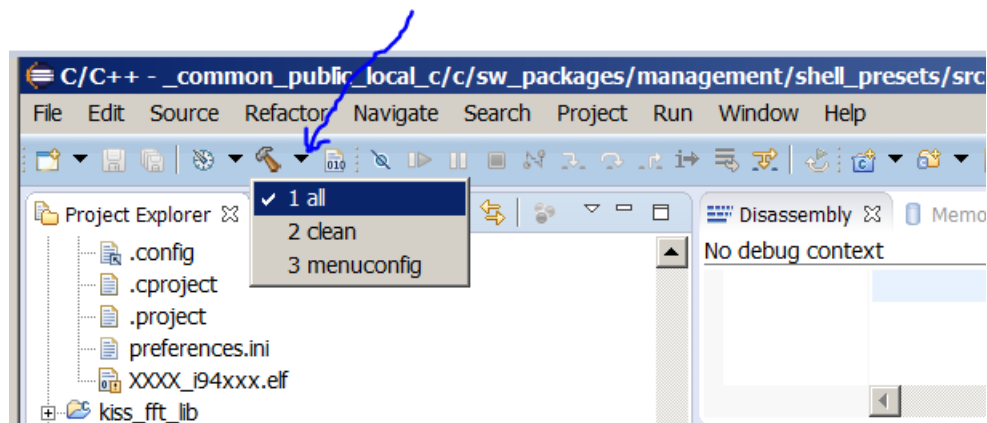 C/C++ - _common_public_local_c/c/sw_packages/management/shell_presets/src
File Edit Source Refactor Navigate Search Project Run Window Help
010
Project Explorer
Disassembly
Memo
1 all
2 clean
3 menuconfig
No debug context
.config
.cproject
.project
preferences.ini
XXXX_i94xxx.elf
kiss_fft_lib